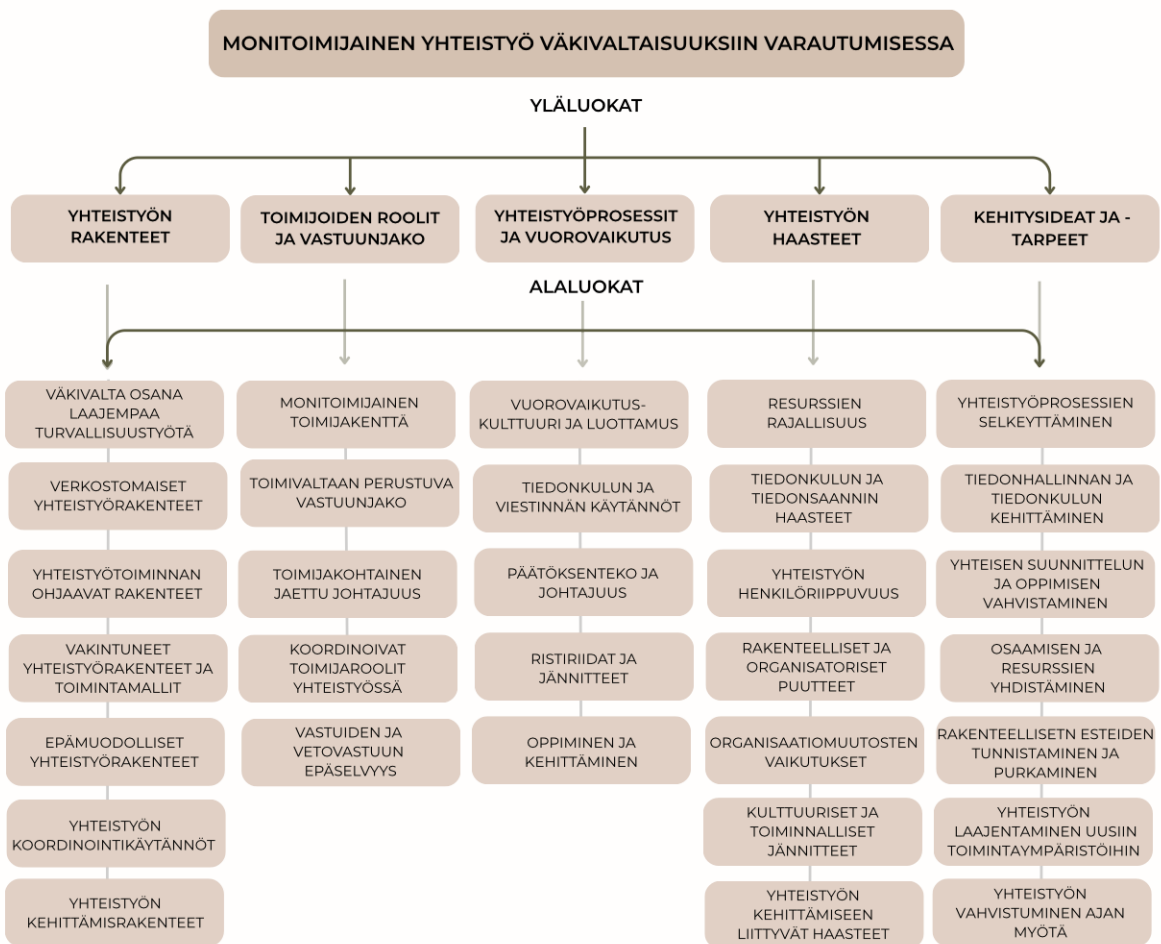 MONITOIMIJAINEN YHTEISTYÖ VÄKIVALTAISUUKSIIN VARAUTUMISESSA
YLÄLUOKAT
YHTEISTYÖN
RAKENTEET
TOIMIJOIDEN ROOLIT
JA VASTUUNJAKO
YHTEISTYÖPROSESSIT
JA VUOROVAIKUTUS
YHTEISTYÖN
HAASTEET
KEHITYSIDEAT JA -
TARPEET
ALALUOKAT
VÄKIVALTA OSANA
LAAJEMPAA
TURVALLISUUSTYÖTÄ
VERKOSTOMAISET
YHTEISTYÖRAKENTEET
YHTEISTYÖTOIMINNAN
OHJAAVAT RAKENTEET
VAKINTUNEET
YHTEISTYÖRAKENTEET JA
TOIMINTAMALLIT
EPÄMUODOLLISET
YHTEISTYÖRAKENTEET
YHTEISTYÖN
KOORDINOINTIKÄYTÄNNÖT
YHTEISTYÖN
KEHITTÄMISRAKENTEET
MONITOIMIJAINEN
TOIMIJAKENTTÄ
TOIMIVALTAAN PERUSTUVA
VASTUUNJAKO
TOIMIJAKOHTAINEN
JAETTU JOHTAJUUS
KOORDINOIVAT
TOIMIJAROOLIT
YHTEISTYÖSSÄ
VASTUIDEN JA
VETOVASTUUN
EPÄSELVYYS
VUOROVAIKUTUS-
KULTTUURI JA LUOTTAMUS
TIEDONKULUN JA
VIESTINNÄN KÄYTÄNNÖT
PÄÄTÖKSENTEKO JA
JOHTAJUUS
RISTIRIIDAT JA
JÄNNITTEET
OPPIMINEN JA
KEHITTÄMINEN
RESURSSIEN
RAJALLISUUS
TIEDONKULUN JA
TIEDONSAANNIN
HAASTEET
YHTEISTYÖN
HENKILÖRIIPPUVUUS
RAKENTEELLISET JA
ORGANISATORISET
PUUTTEET
ORGANISAATIOMUUTOSTEN
VAIKUTUKSET
KULTTUURISET JA
TOIMINNALLISET
JÄNNITTEET
YHTEISTYÖN
KEHITTÄMISEEN
LIITTYVÄT HAASTEET
YHTEISTYÖPROSESSIEN
SELKEYTTÄMINEN
TIEDONHALLINNAN JA
TIEDONKULUN
KEHITTÄMINEN
YHTEISEN SUUNNITTELUN
JA OPPIMISEN
VAHVISTAMINEN
OSAAMISEN JA
RESURSSIEN
YHDISTÄMINEN
RAKENTEELLISETN ESTEIDEN
TUNNISTAMINEN JA
PURKAMINEN
YHTEISTYÖN
LAAJENTAMINEN UUSIIN
TOIMINTAYMPÄRISTÖIHIN
YHTEISTYÖN
VAHVISTUMINEN AJAN
MYÖTÄ